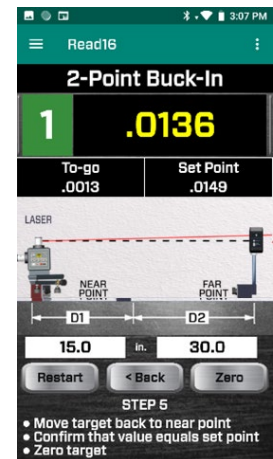 3:07 PM
Read16
2-Point Buck-In
1 .0136
To-go Set Point
.0013 .0149
LASER
NEAR POINT FAR POINT
D1 D2
15.0 in. 30.0
Restart < Back Zero
STEP 5
• Move target back to near point
• Confirm that value equals set point
• Zero target